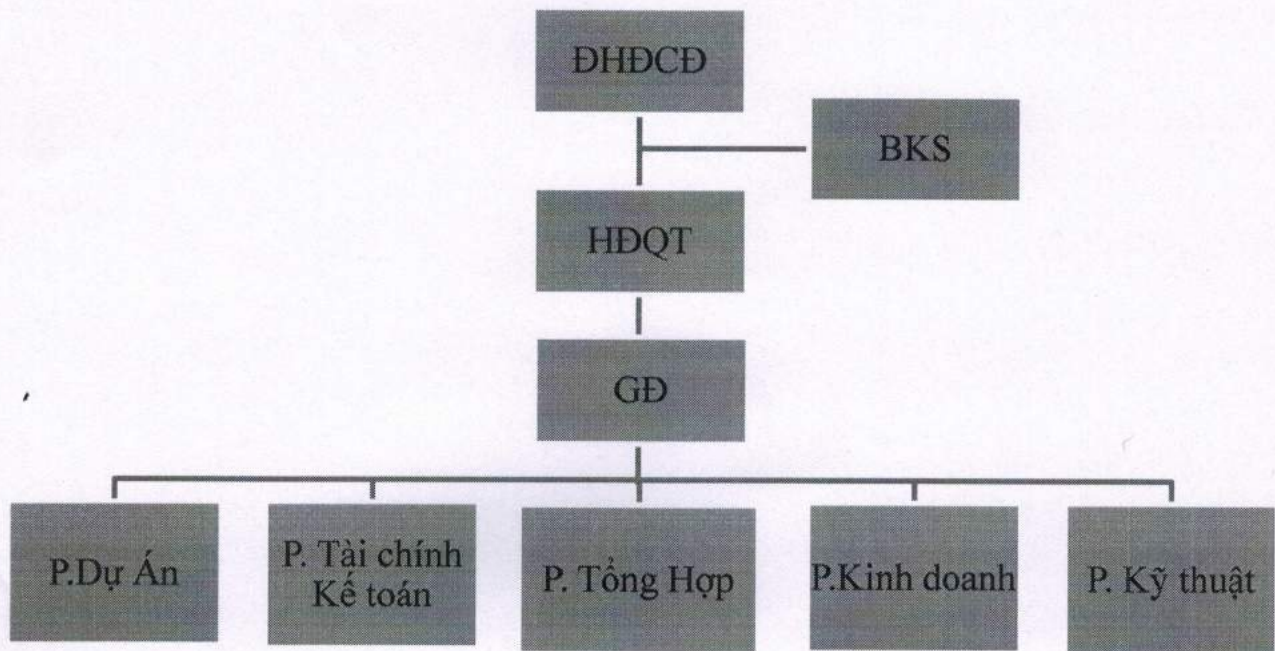 ĐHĐCĐ
BKS
HĐQT
GĐ
P.Dự Án
P. Tài chính
Kế toán
P. Tổng Hợp
P.Kinh doanh
P. Kỹ thuật